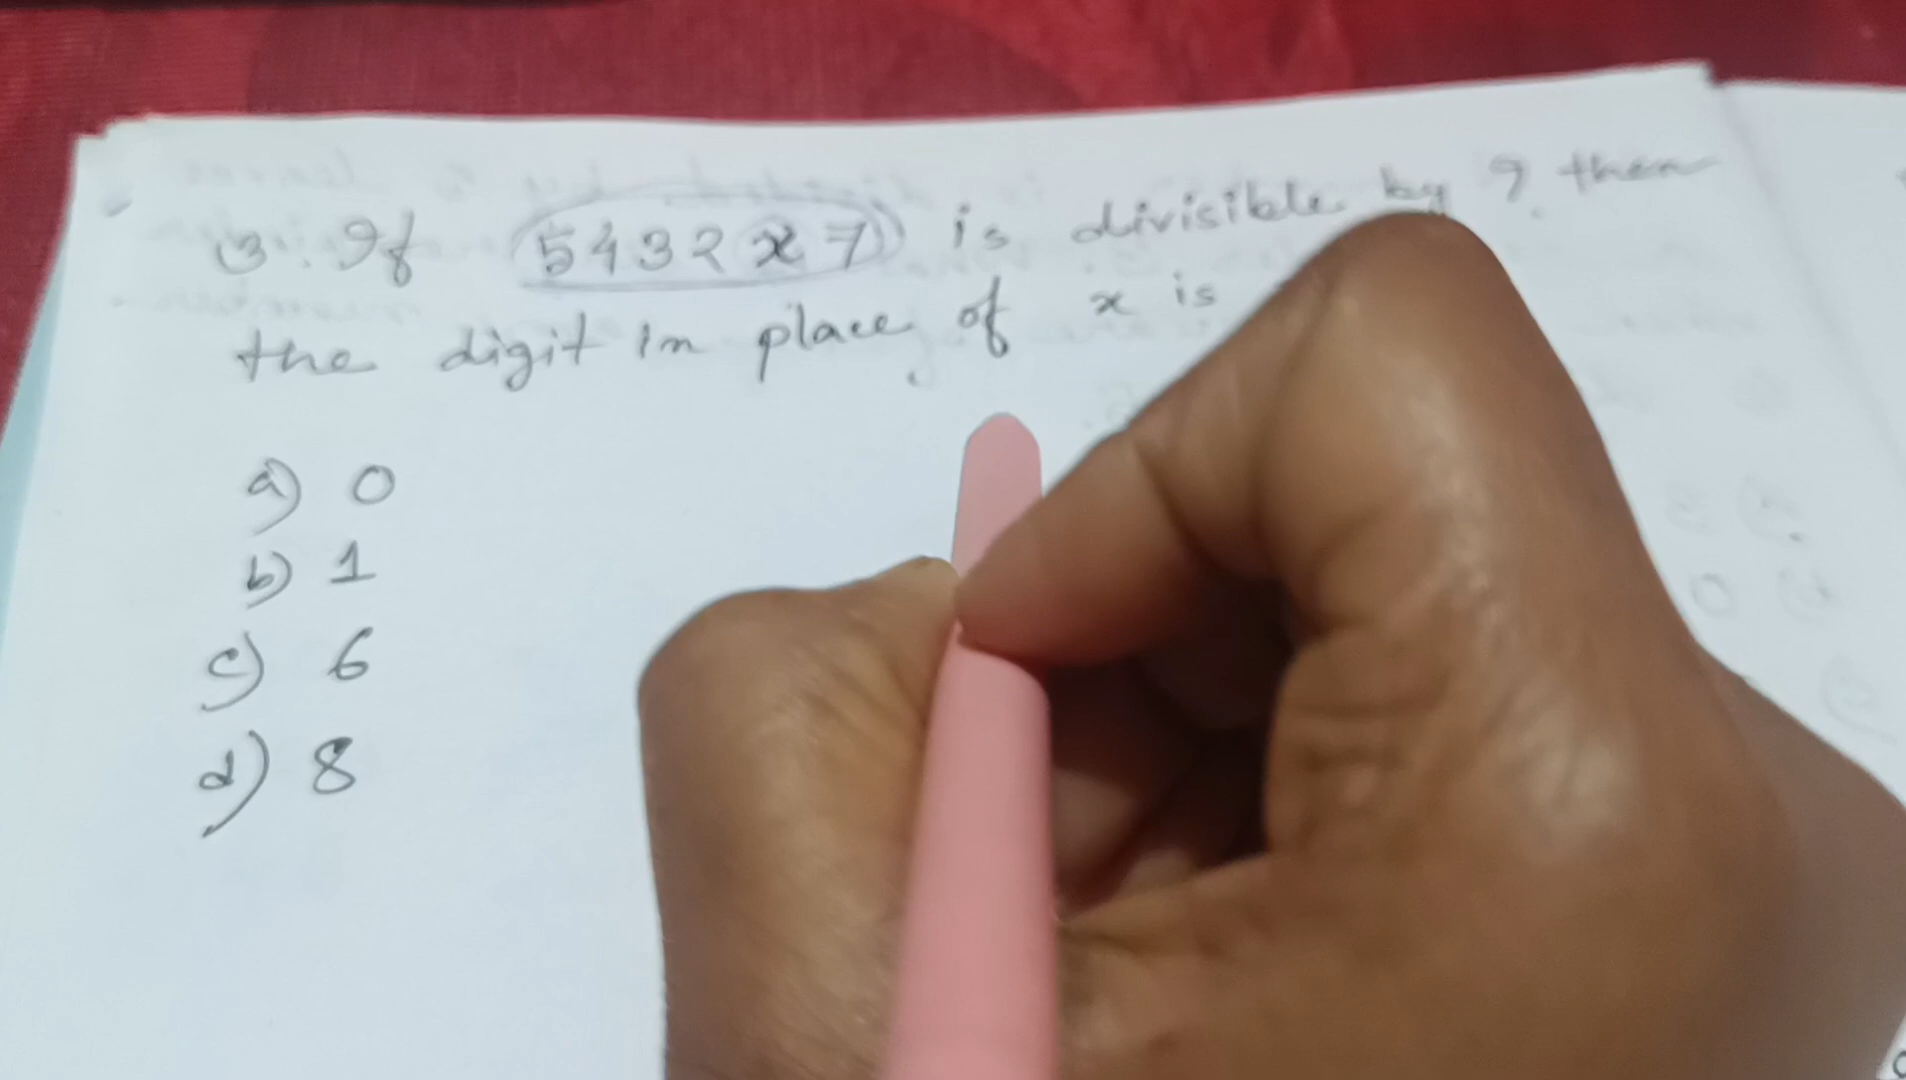 3. If 5432x7 is divisible by 9 then
the digit in place of x is
a) 0
b) 1
c) 6
d) 8